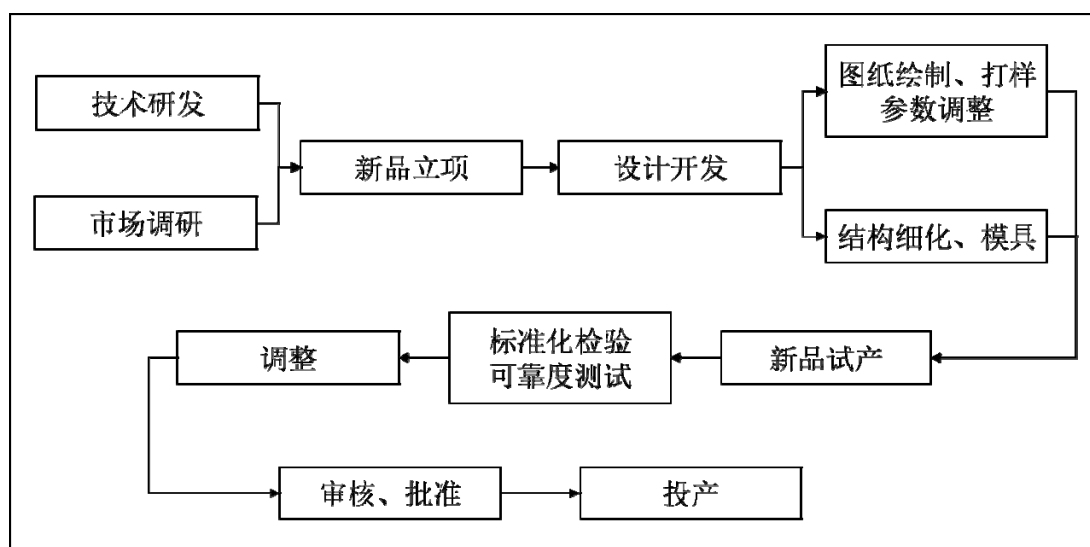 技术研发
市场调研
新品立项
设计开发
图纸绘制、打样
参数调整
结构细化、模具
新品试产
标准化检验
可靠度测试
调整
审核、批准
投产